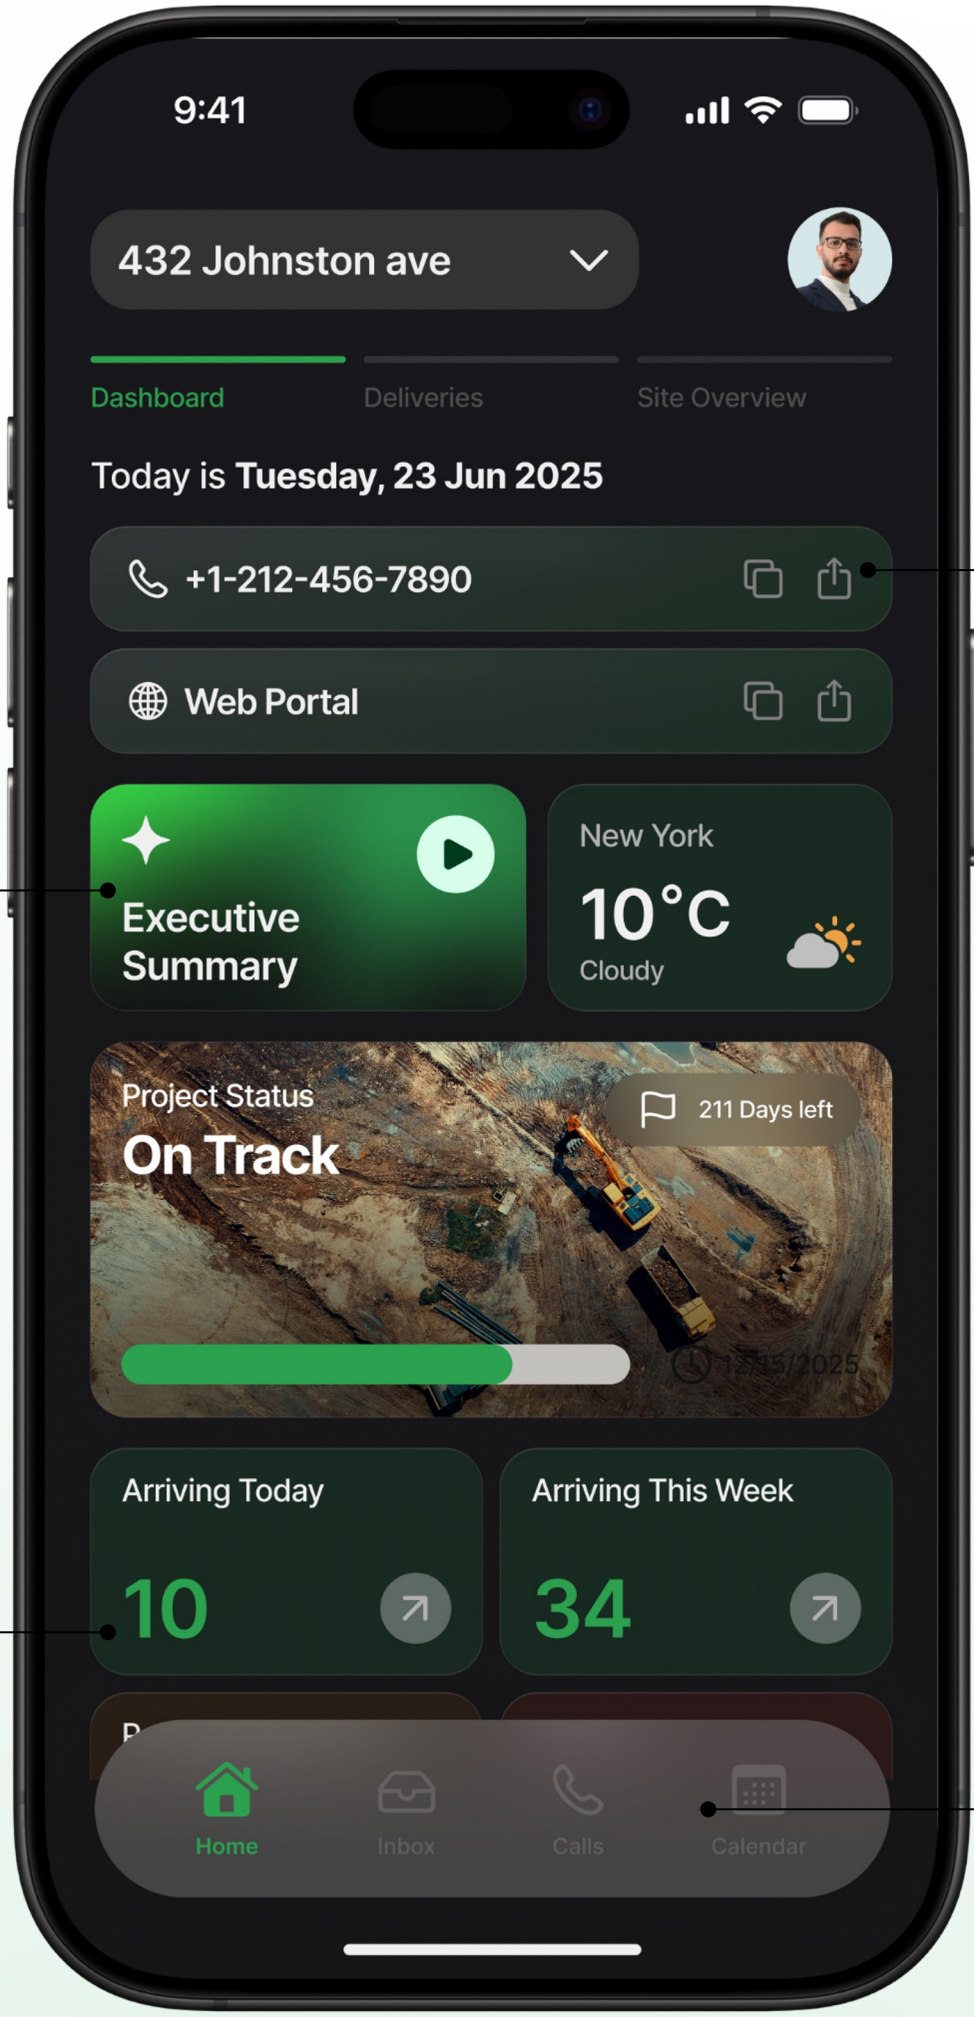 9:41
432 Johnston ave
Dashboard
Deliveries
Site Overview
Today is Tuesday, 23 Jun 2025
+1-212-456-7890
Web Portal
Executive
Summary
New York
10°C
Cloudy
Project Status
On Track
211 Days left
12/15/2025
Arriving Today
10
Arriving This Week
34
Home
Inbox
Calls
Calendar